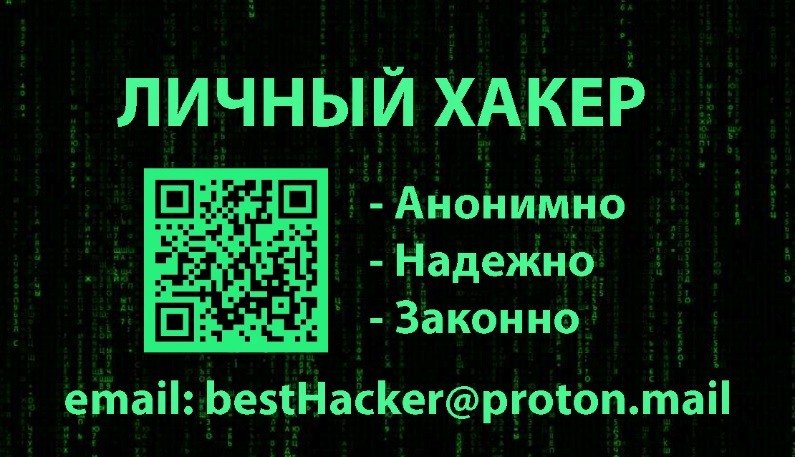 ЛИЧНЫЙ ХАКЕР
- Анонимно
- Надежно
- Законно
email: bestHacker@proton.mail